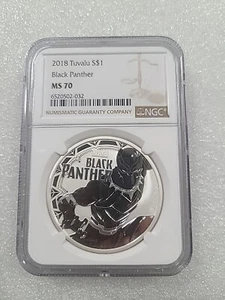 2018 Tuvalu S$1
Black Panther
MS 70
6520502-032
NGC
NUMISMATIC GUARANTY COMPANY
BLACK
PANTHER